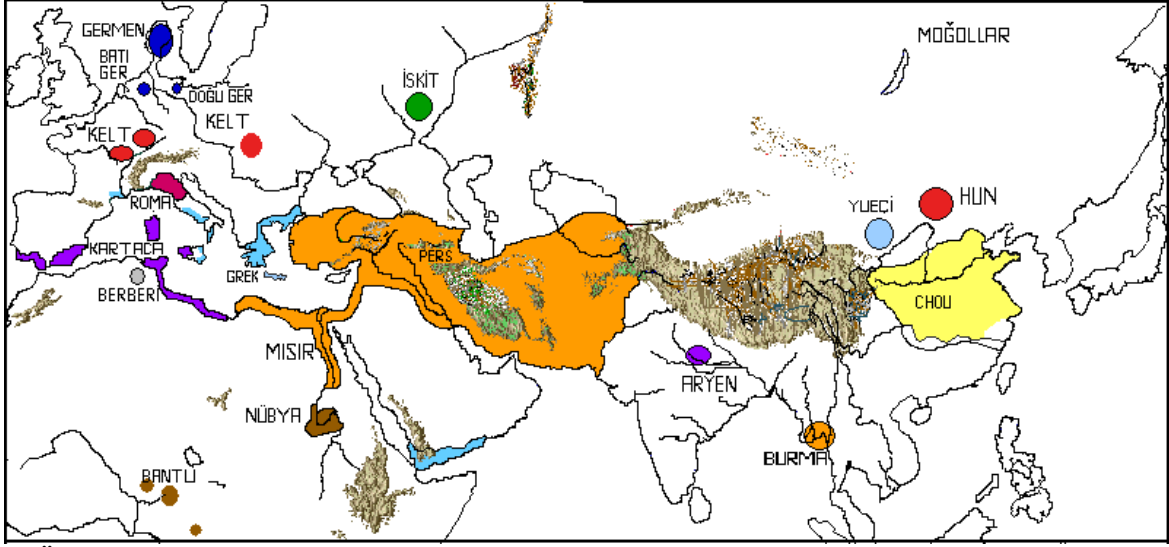 GERMEN
BATI
GER
DOĞU GER
KELT
KELT
İSKİT
MOĞOLLAR
ROMA
KARTACA
BERBERİ
GREK
PERS
MISIR
NÜBYA
BANTU
YUEÇİ
HUN
CHOU
ARYEN
BURMA